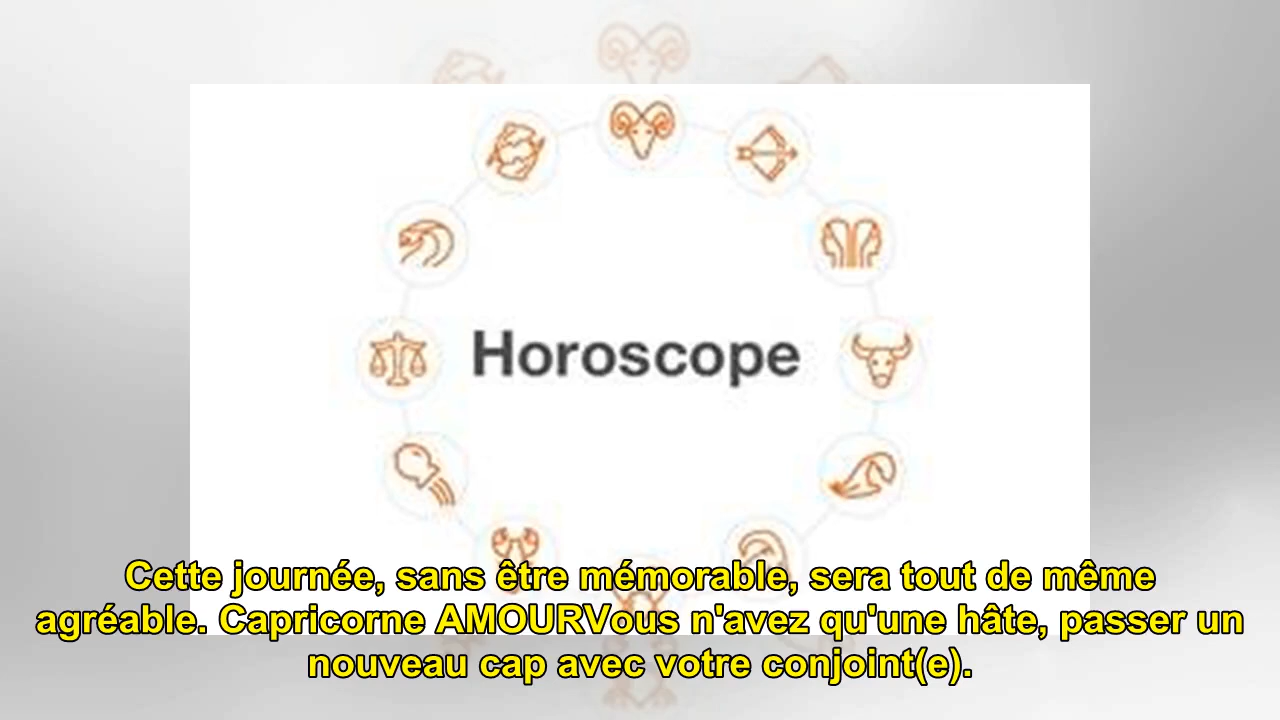 Horoscope
Cette journée, sans être mémorable, sera tout de même
agréable. Capricorne AMOURVous n'avez qu'une hâte, passer un
nouveau cap avec votre conjoint(e).